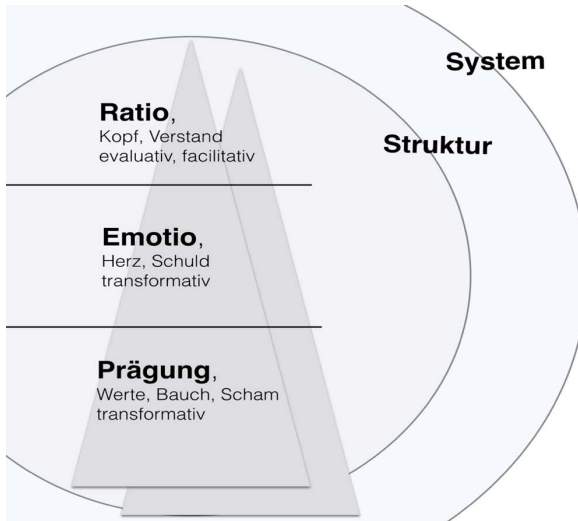 System
Struktur
Ratio,
Kopf, Verstand
evaluativ, facilitativ
Emotio,
Herz, Schuld
transformativ
Prägung,
Werte, Bauch, Scham
transformativ